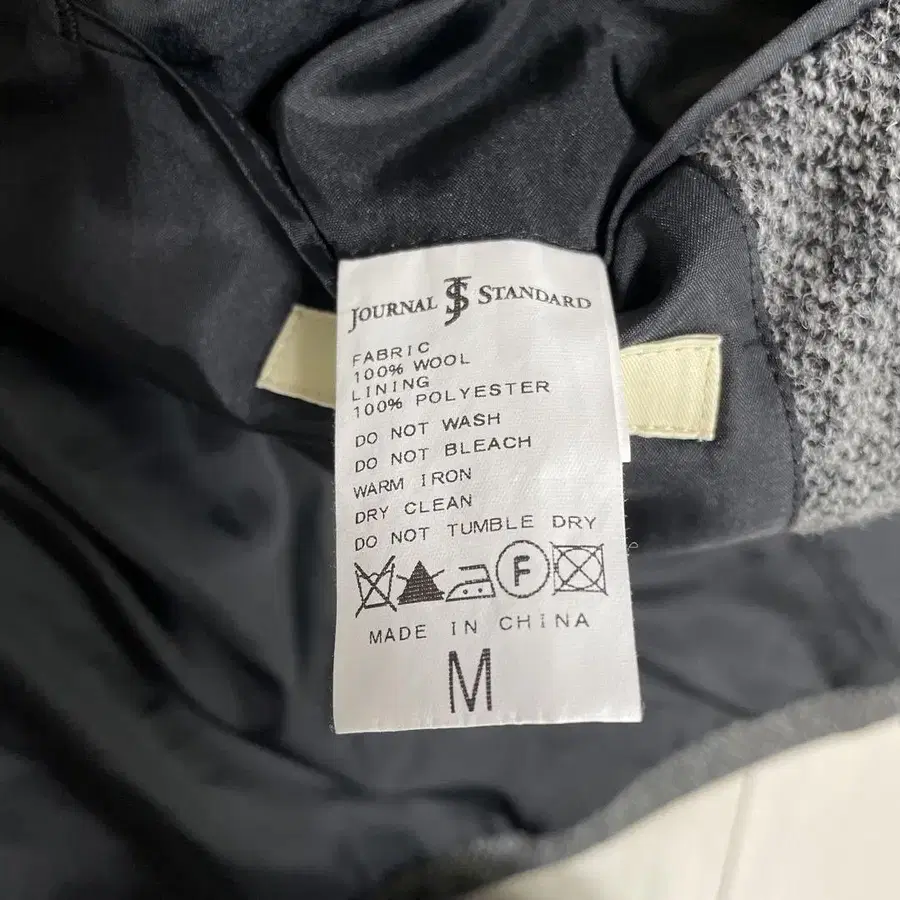 JOURNAL JS STANDARD
FABRIC
100% WOOL
LINING
100% POLYESTER
DO NOT WASH
DO NOT BLEACH
WARM IRON
DRY CLEAN
DO NOT TUMBLE DRY
F
MADE IN CHINA
M